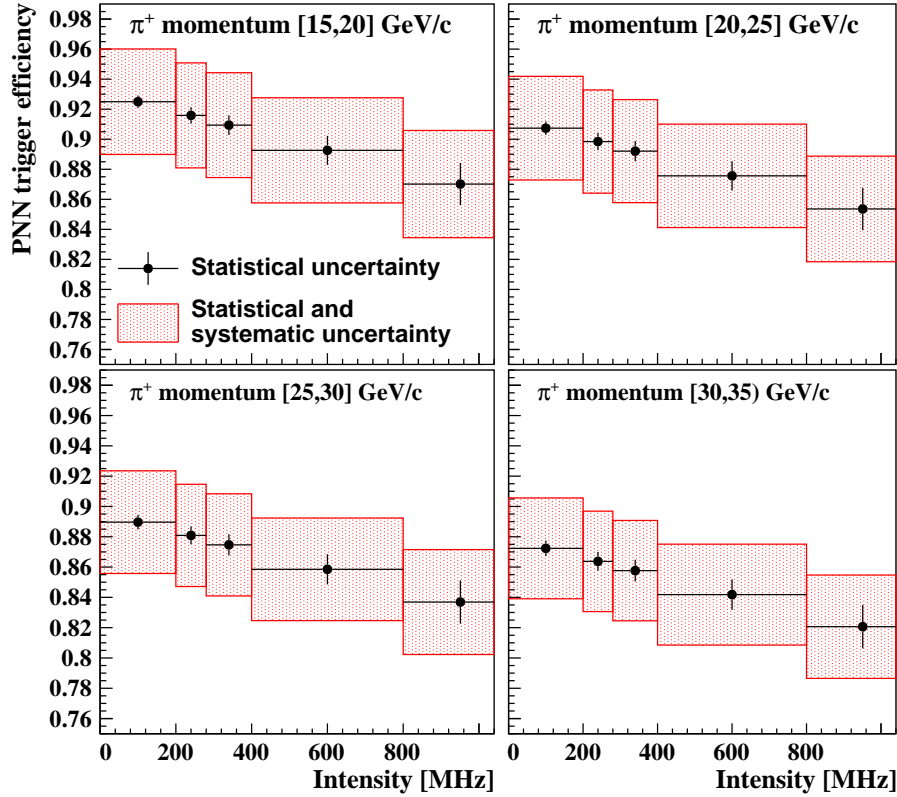 π+ momentum [15,20] GeV/c
π+ momentum [20,25] GeV/c
PNN trigger efficiency
0.98
0.96
0.94
0.92
0.9
0.88
0.86
0.84
0.82
0.8
0.78
0.76
Statistical uncertainty
Statistical and
systematic uncertainty
π+ momentum [25,30] GeV/c
π+ momentum [30,35) GeV/c
0.98
0.96
0.94
0.92
0.9
0.88
0.86
0.84
0.82
0.8
0.78
0.76
0 200 400 600 800
0 200 400 600 800
Intensity [MHz]
Intensity [MHz]